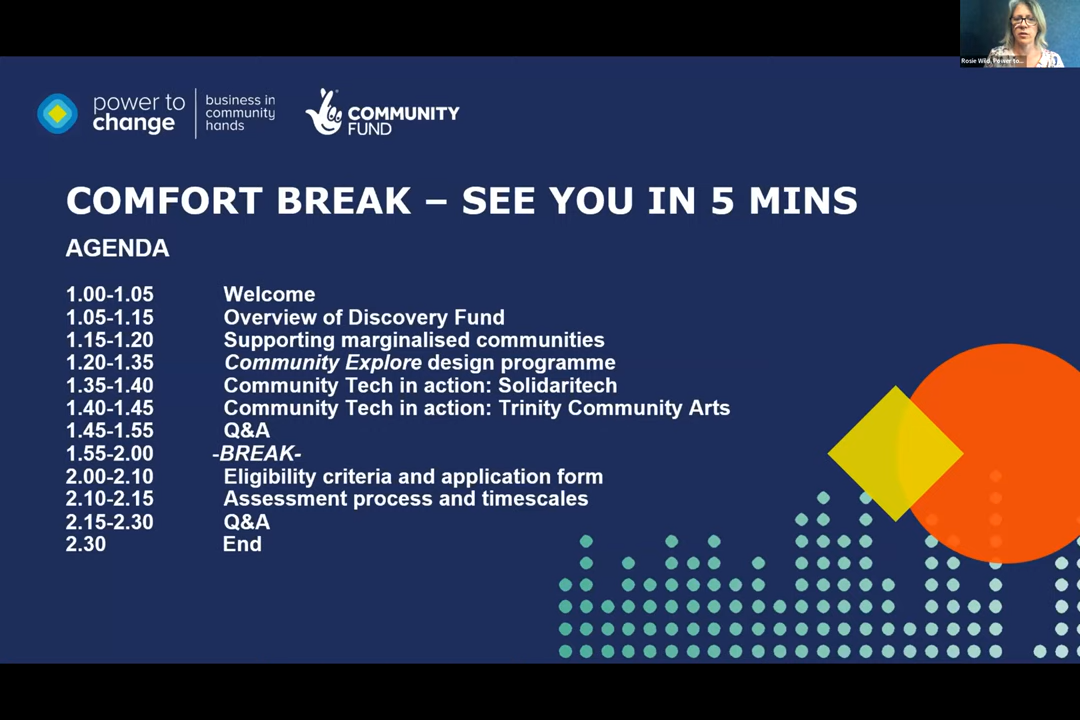 Rosie Wild, Power to...
power to
change
business in
community
hands
COMMUNITY
FUND
COMFORT BREAK – SEE YOU IN 5 MINS
AGENDA
1.00-1.05 Welcome
1.05-1.15 Overview of Discovery Fund
1.15-1.20 Supporting marginalised communities
1.20-1.35 Community Explore design programme
1.35-1.40 Community Tech in action: Solidaritech
1.40-1.45 Community Tech in action: Trinity Community Arts
1.45-1.55 Q&A
1.55-2.00 -BREAK-
2.00-2.10 Eligibility criteria and application form
2.10-2.15 Assessment process and timescales
2.15-2.30 Q&A
2.30 End